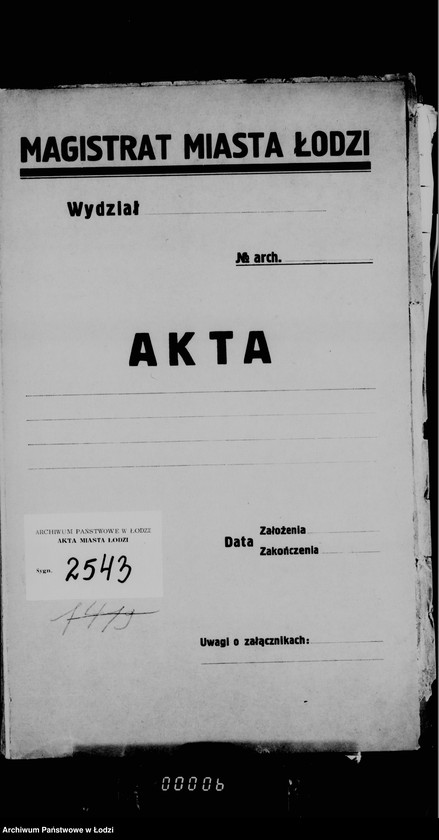 MAGISTRAT MIASTA ŁODZI
Wydział
№ arch.
AKTA
ARCHIWUM PAŃSTWOWE W ŁODZI
AKTA MIASTA ŁODZI
Sygn. 2543
Data
Założenia
Zakończenia
Uwagi o załącznikach:
00006
Archiwum Państwowe w Łodzi